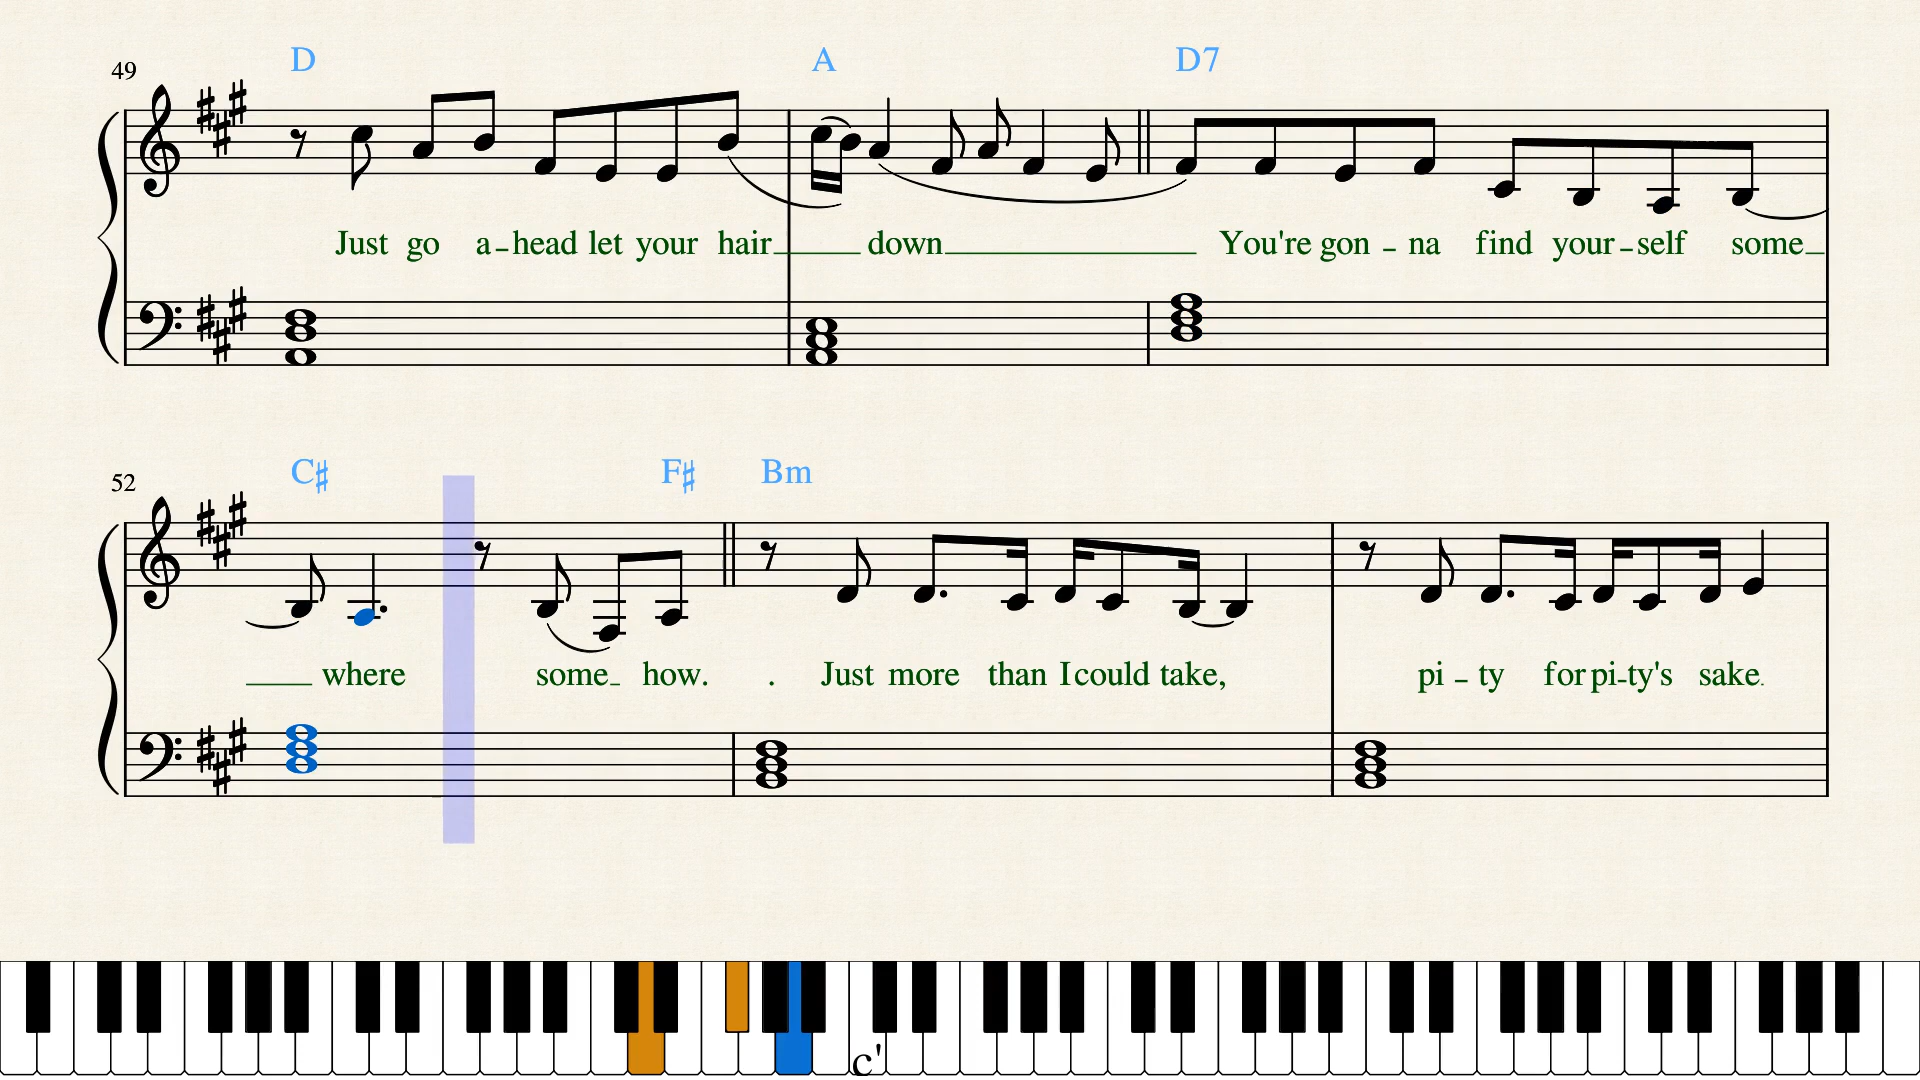 D A D7
49
Just go a - head let your hair down You're gon - na find your - self some
C♯ F♯ Bm
52
where some how. . Just more than I could take, pi - ty for pi - ty's sake.
c'